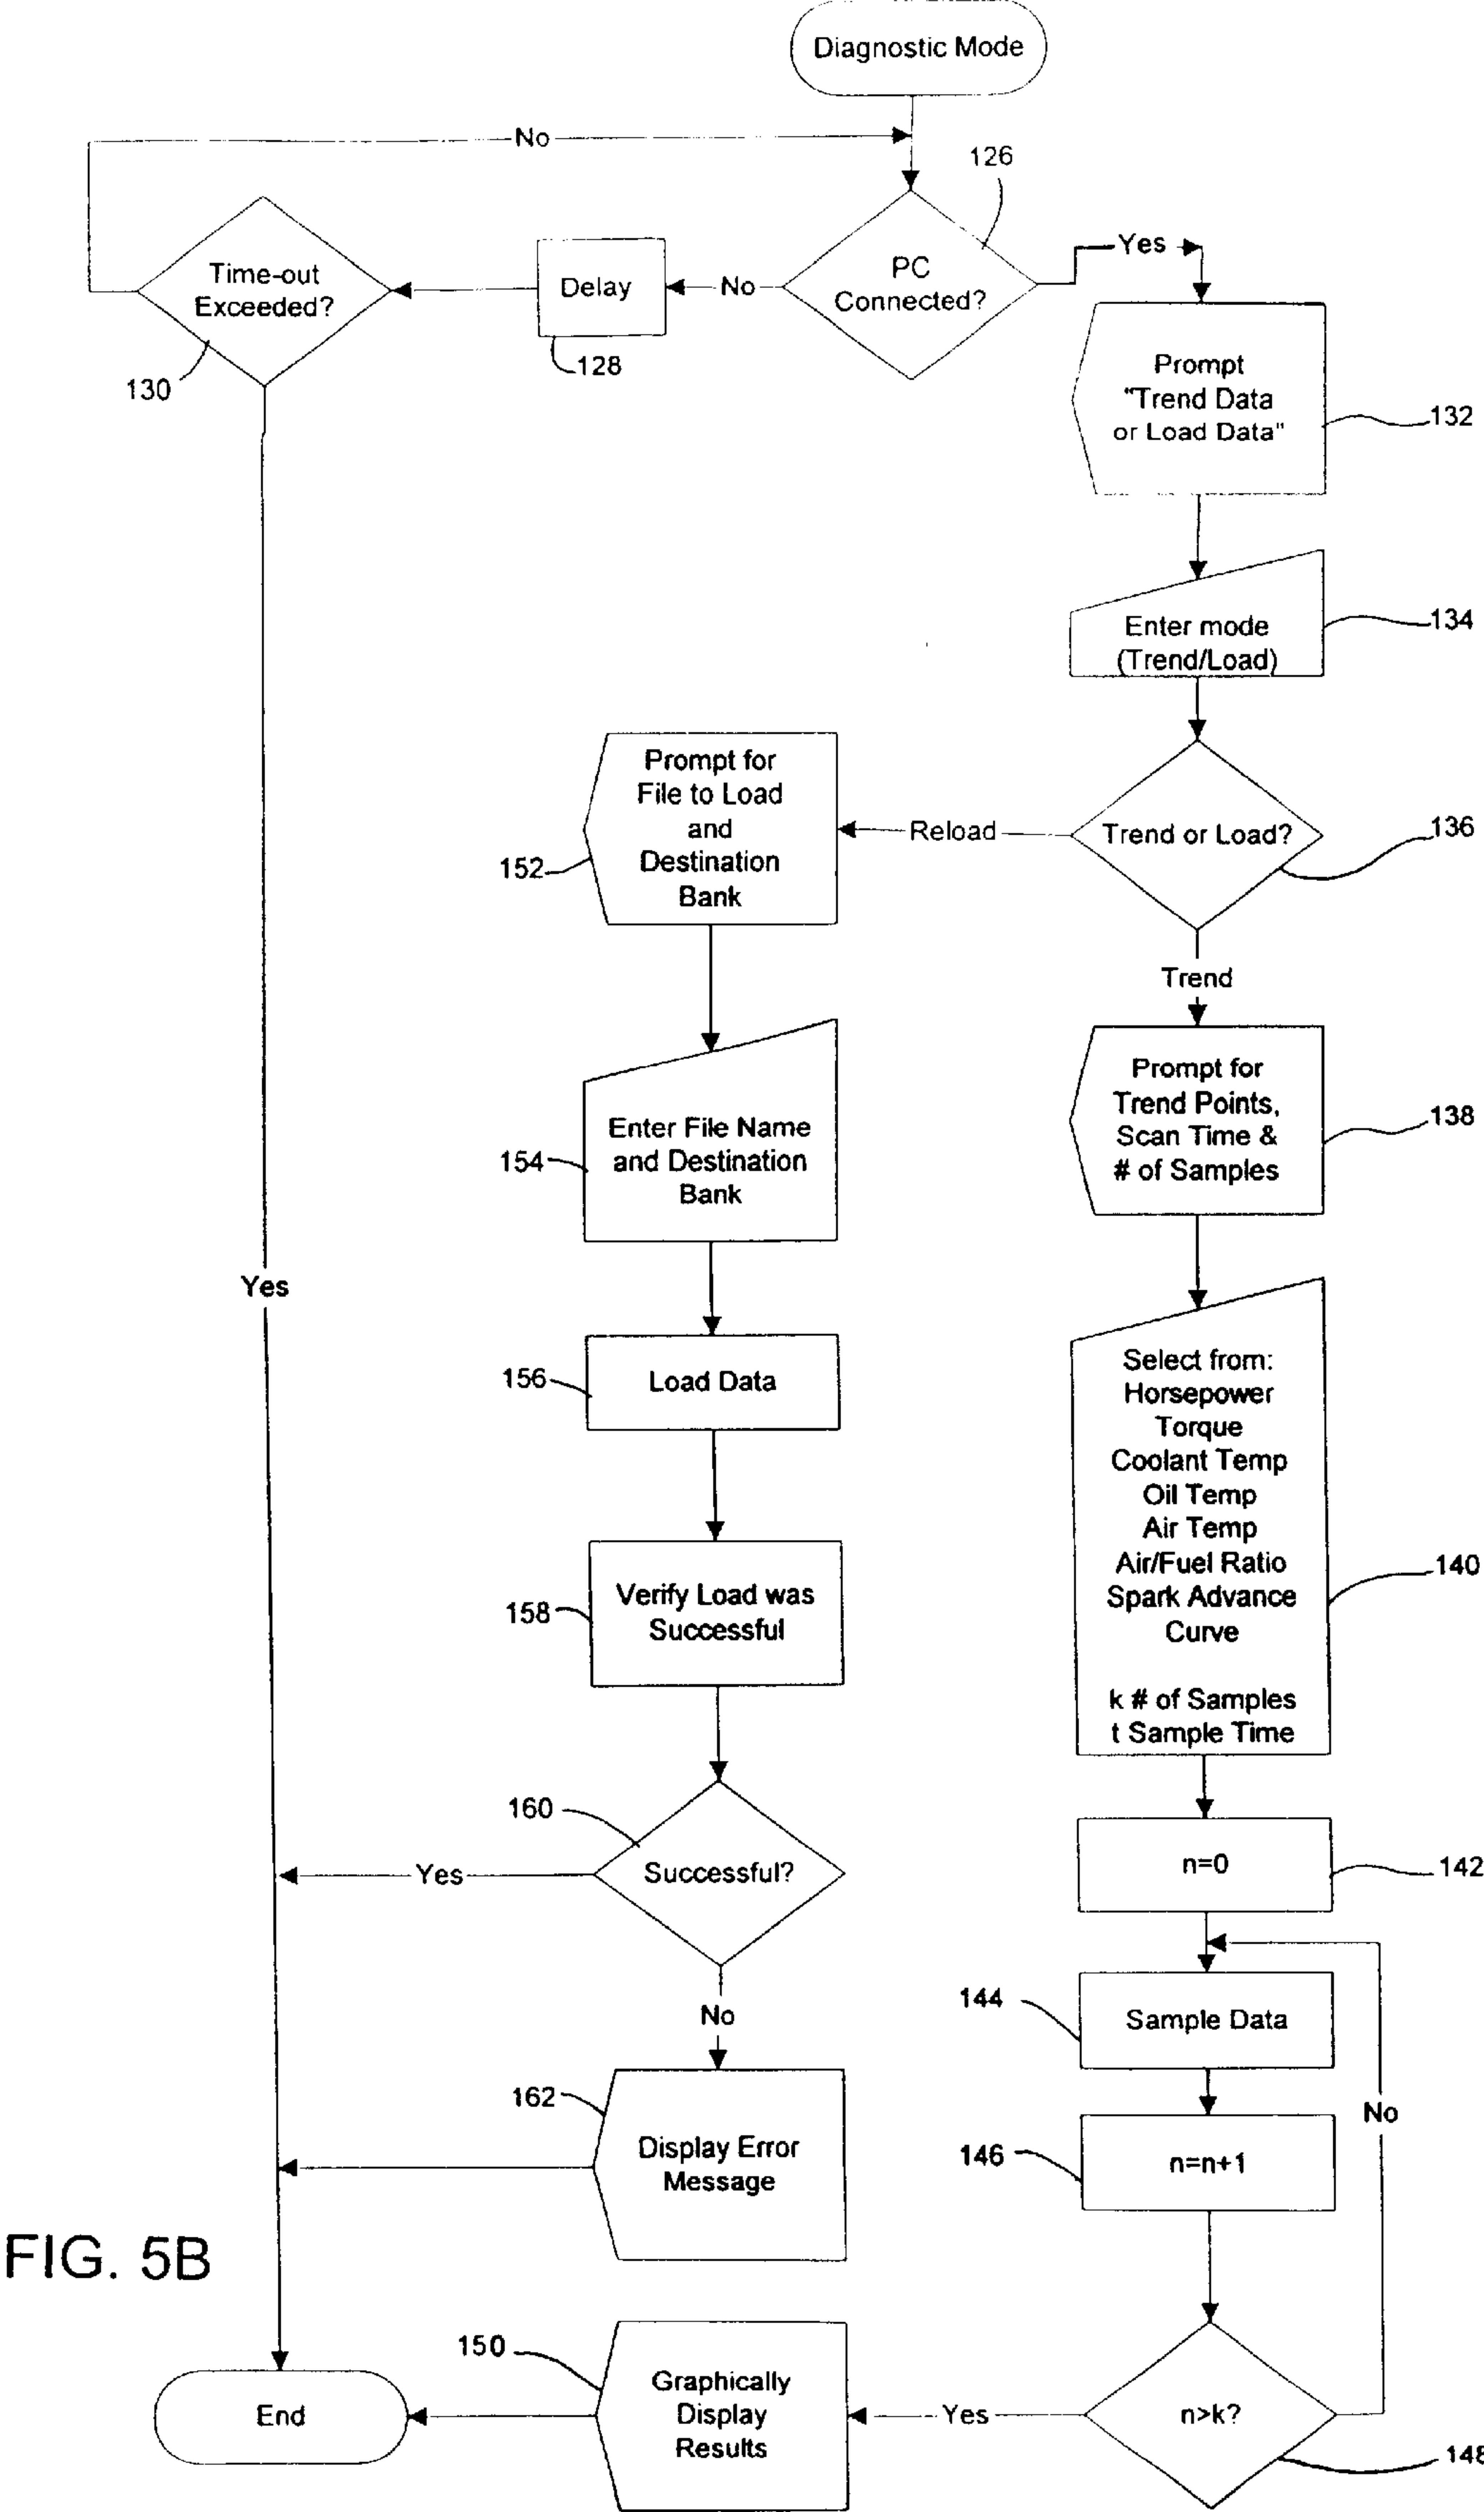 Diagnostic Mode
No
126
Yes
PC
Connected?
No
Delay
128
Time-out
Exceeded?
130
Prompt
"Trend Data
or Load Data"
132
Enter mode
(Trend/Load)
134
Trend or Load?
136
Reload
Prompt for
File to Load
and
Destination
Bank
152
Trend
Prompt for
Trend Points,
Scan Time &
# of Samples
138
Enter File Name
and Destination
Bank
154
Yes
Load Data
156
Select from:
Horsepower
Torque
Coolant Temp
Oil Temp
Air Temp
Air/Fuel Ratio
Spark Advance
Curve
k # of Samples
t Sample Time
140
Verify Load was
Successful
158
160
Successful?
Yes
n=0
142
No
144
Sample Data
162
Display Error
Message
146
n=n+1
No
FIG. 5B
150
Graphically
Display
Results
End
Yes
n>k?
148